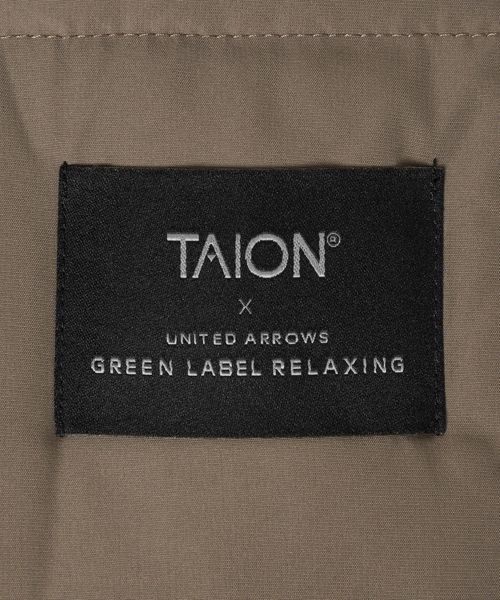 TAION®
X
UNITED ARROWS
GREEN LABEL RELAXING